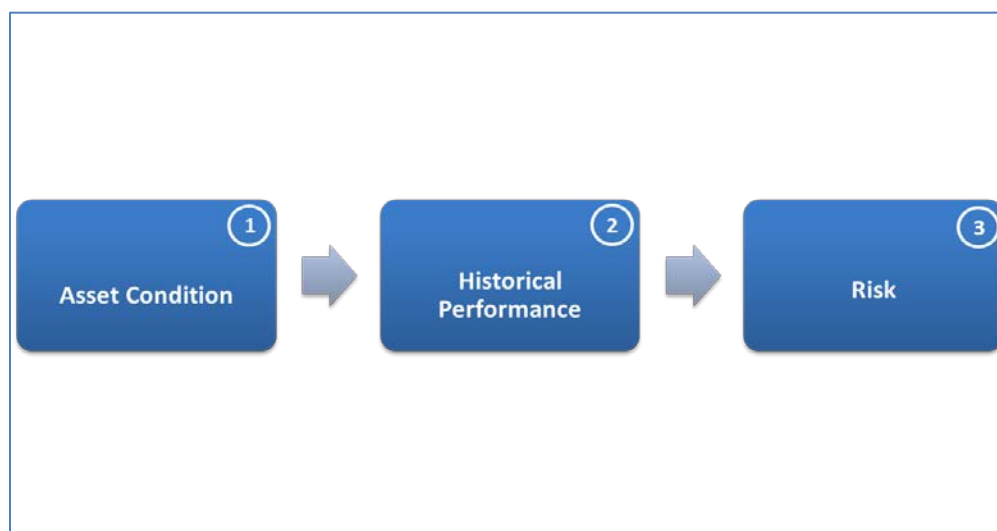 1
Asset Condition
2
Historical
Performance
3
Risk